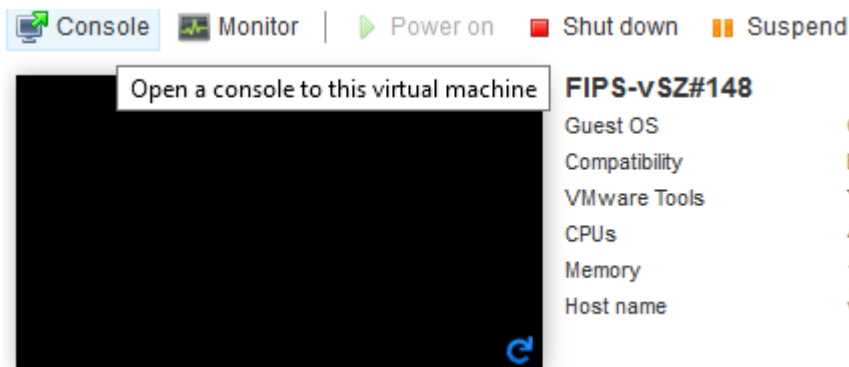 Console Monitor Power on Shut down Suspend
Open a console to this virtual machine
FIPS-vSZ#148
Guest OS
Compatibility
VMware Tools
CPUs
Memory
Host name